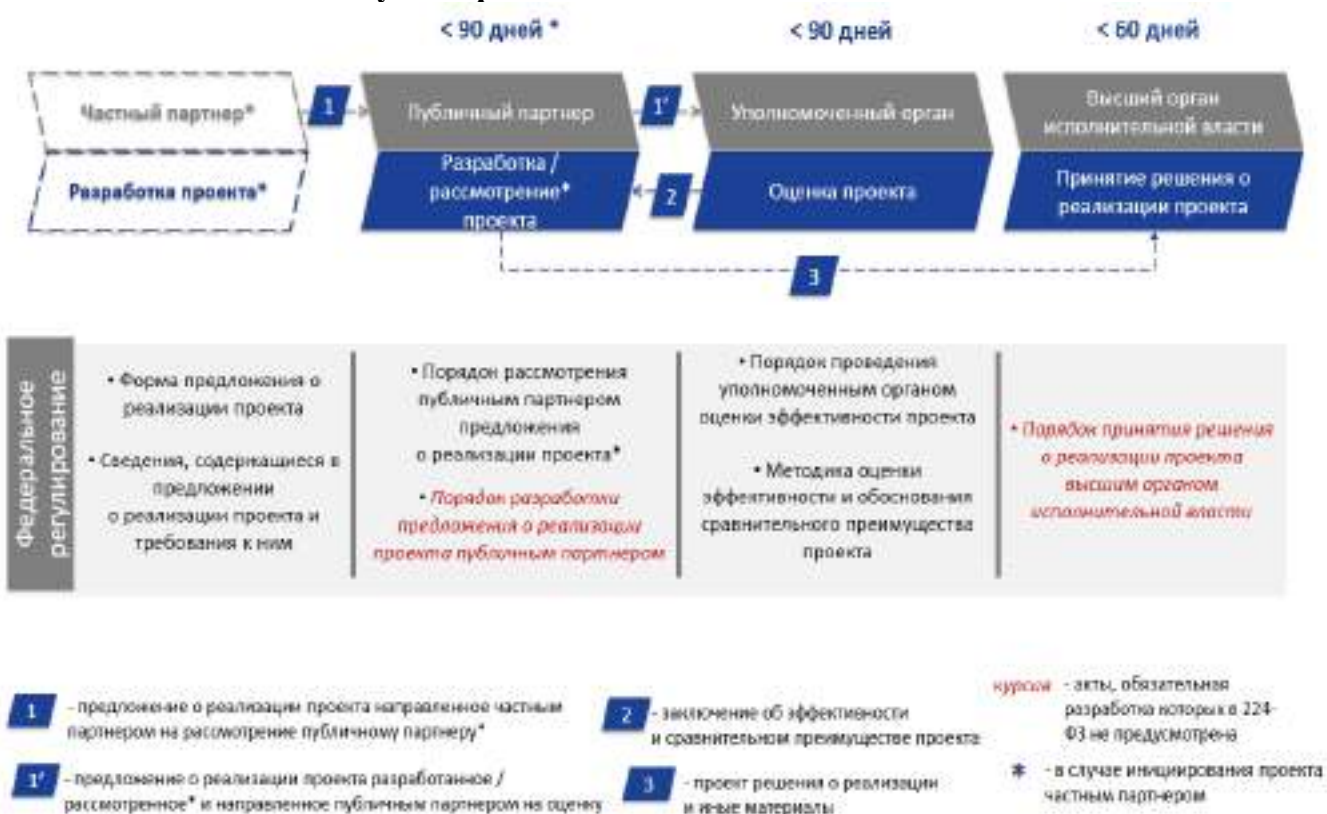 < 90 дней *
< 90 дней
< 60 дней
Частный партнер*
1
Публичный партнер
1'
Уполномоченный орган
Высший орган
исполнительной власти
Разработка проекта*
Разработка /
рассмотрение*
проекта
2
Оценка проекта
Принятие решения о
реализации проекта
3
Федеральное
регулирование
• Форма предложения о
реализации проекта
• Сведения, содержащиеся в
предложении
о реализации проекта и
требования к ним
• Порядок рассмотрения
публичным партнером
предложения
о реализации проекта*
• Порядок разработки
предложения о реализации
проекта публичным партнером
• Порядок проведения
уполномоченным органом
оценки эффективности проекта
• Методика оценки
эффективности и обоснования
сравнительного преимущества
проекта
• Порядок принятия решения
о реализации проекта
высшим органом
исполнительной власти
1 - предложение о реализации проекта направленное частным
партнером на рассмотрение публичному партнеру*
1' - предложение о реализации проекта разработанное /
рассмотренное* и направленное публичным партнером на оценку
2 - заключение об эффективности
и сравнительном преимуществе проекта
3 - проект решения о реализации
и иные материалы
курсив - акты, обязательная
разработка которых в 224-
ФЗ не предусмотрена
* - в случае инициирования проекта
частным партнером